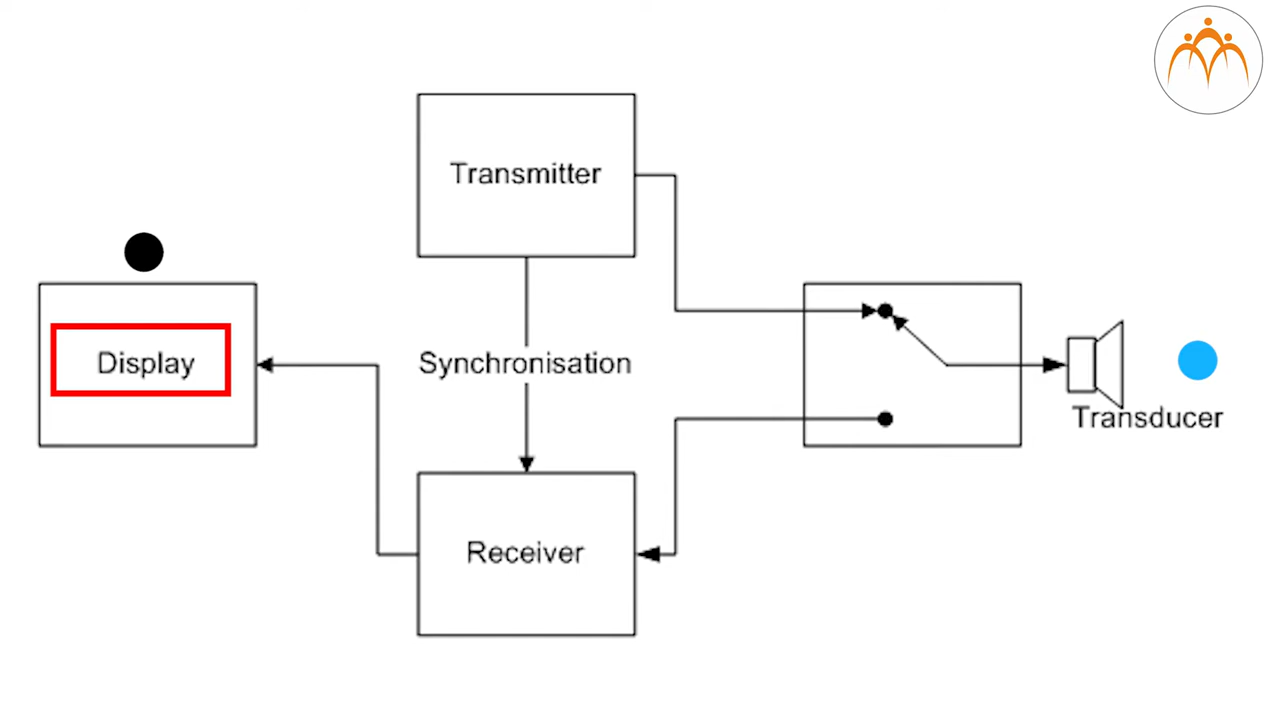 Transmitter
Display
Synchronisation
Transducer
Receiver